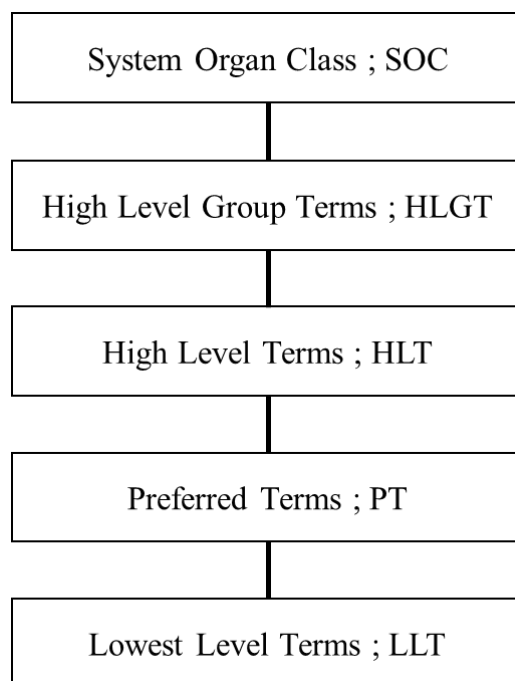 System Organ Class ; SOC
High Level Group Terms ; HLGT
High Level Terms ; HLT
Preferred Terms ; PT
Lowest Level Terms ; LLT